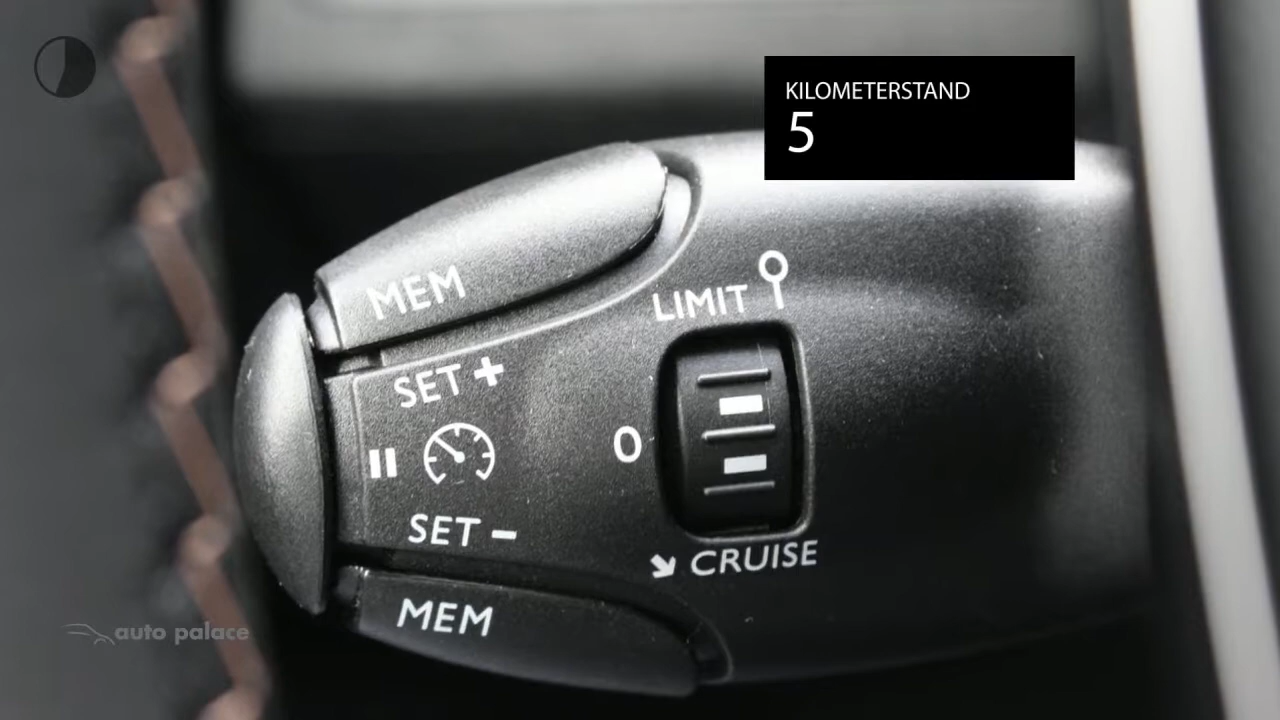 KILOMETERSTAND
5
MEM
LIMIT
SET +
0
SET −
CRUISE
MEM
auto palace